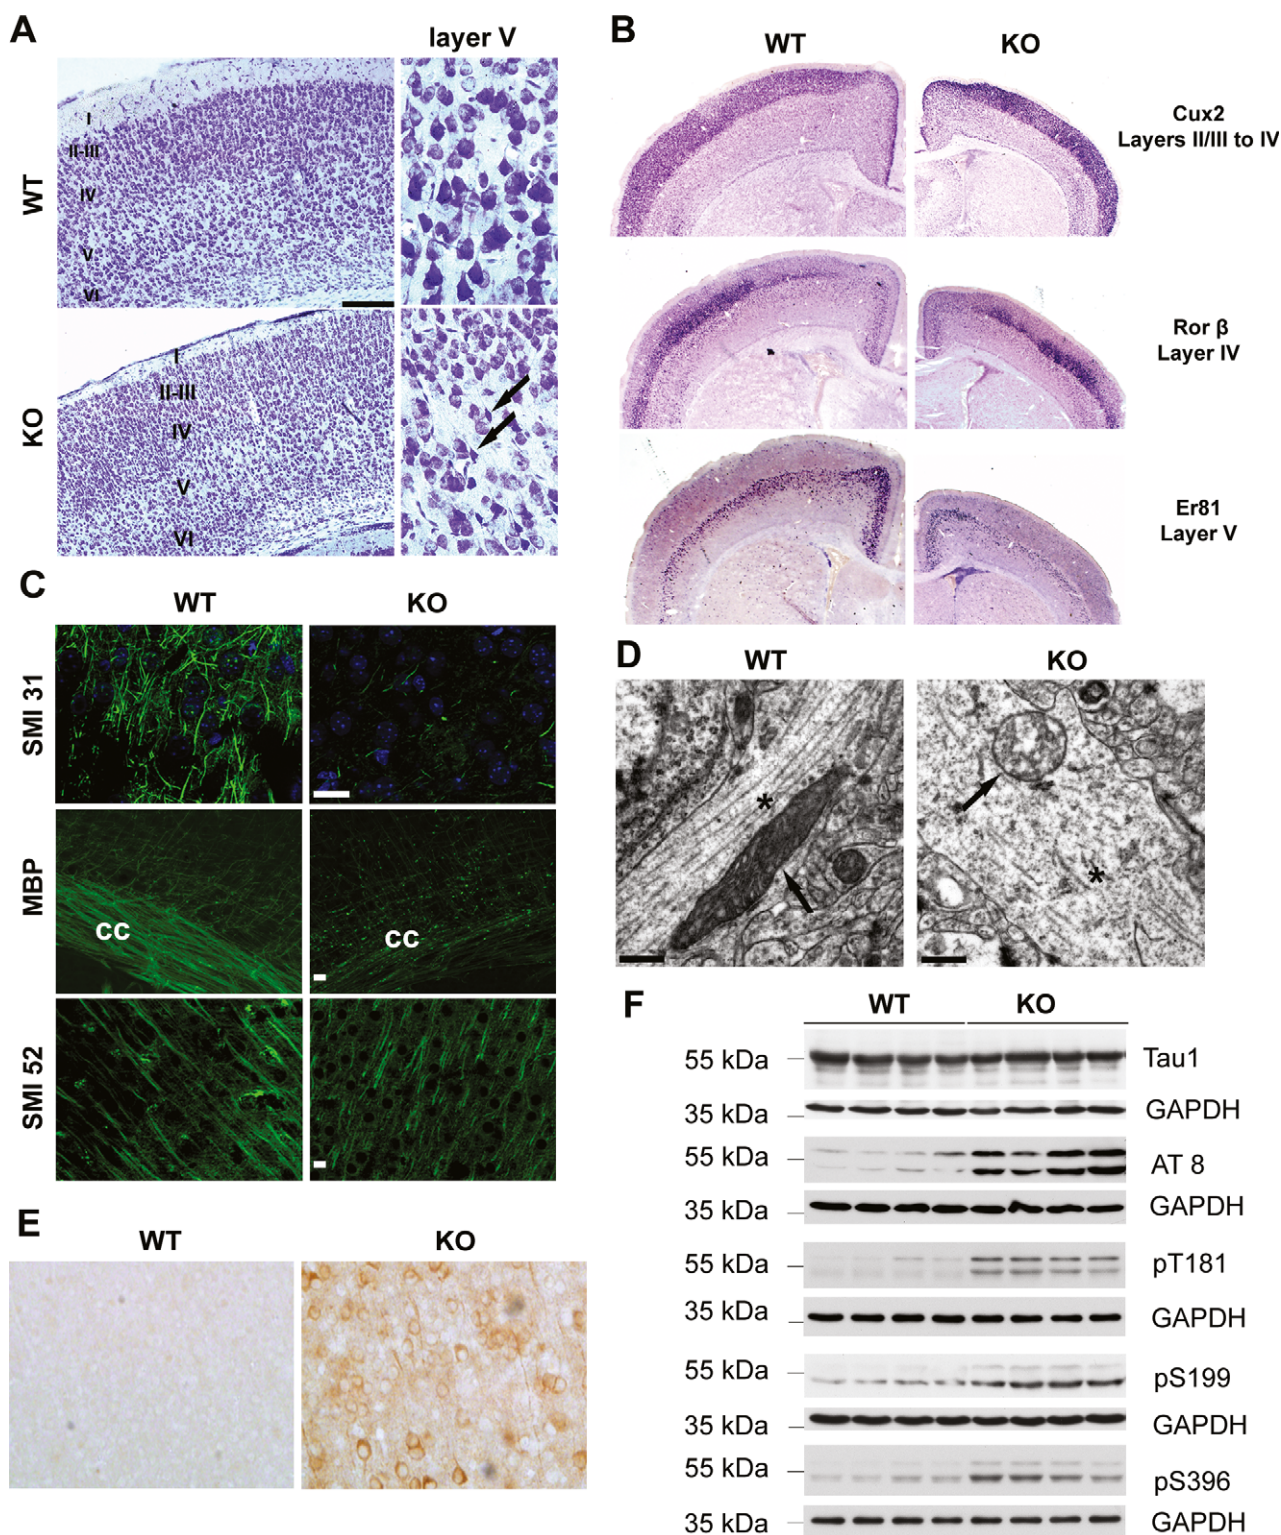 A
layer V
WT
I
II-III
IV
V
VI
KO
I
II-III
IV
V
VI
B
WT
KO
Cux2
Layers II/III to IV
Ror β
Layer IV
Er81
Layer V
C
WT
KO
SMI 31
MBP
cc
cc
SMI 52
D
WT
KO
*
*
E
WT
KO
F
WT
KO
55 kDa
Tau1
35 kDa
GAPDH
55 kDa
AT 8
35 kDa
GAPDH
55 kDa
pT181
35 kDa
GAPDH
55 kDa
pS199
35 kDa
GAPDH
55 kDa
pS396
35 kDa
GAPDH